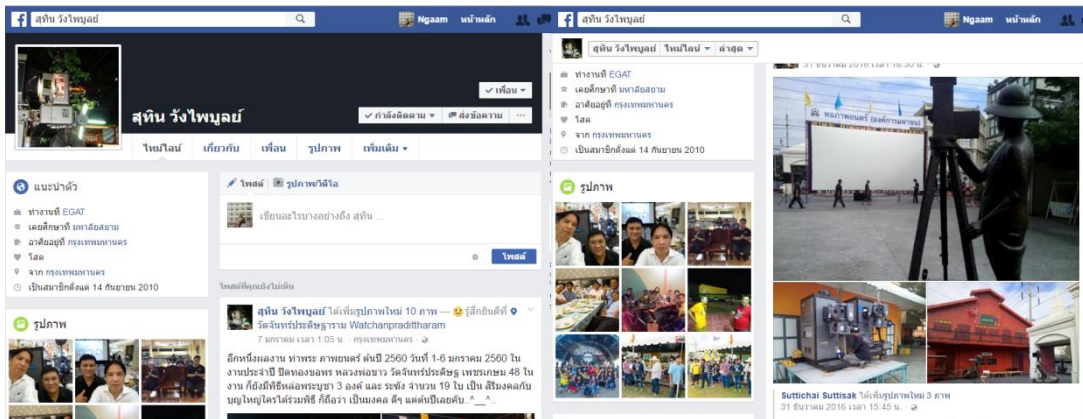 สุทิน วังไพบูลย์
Ngaam หน้าหลัก
✓ เพื่อน
สุทิน วังไพบูลย์
✓ กำลังติดตาม
ส่งข้อความ
ไทม์ไลน์ เกี่ยวกับ เพื่อน รูปภาพ เพิ่มเติม
แนะนำตัว
ทำงานที่ EGAT
เคยศึกษาที่ มหาลัยสยาม
อาศัยอยู่ที่ กรุงเทพมหานคร
โสด
จาก กรุงเทพมหานคร
เป็นสมาชิกตั้งแต่ 14 กันยายน 2010
รูปภาพ
โพสต์ รูปภาพ/วิดีโอ
เขียนอะไรบางอย่างถึง สุทิน ...
โพสต์
โพสต์ที่คุณยังไม่เห็น
สุทิน วังไพบูลย์ ได้เพิ่มรูปภาพใหม่ 10 ภาพ — รู้สึกยินดีที่
วัดจันทร์ประดิษฐาราม Watchanpradittharam
7 มกราคม เวลา 1:05 น. · กรุงเทพมหานคร ·
อีกหนึ่งผลงาน ทำพระ ภาพยนตร์ ต้นปี 2560 วันที่ 1-6 มกราคม 2560 ใน
งานประจำปี ปิดทองขอพร หลวงพ่อขาว วัดจันทร์ประดิษฐ เพชรเกษม 48 ใน
งาน ก็ยังมีพิธีหล่อพระบูชา 3 องค์ และ ระฆัง จำนวน 19 ใบ เป็น สิริมงคลกับ
บุญใหญ่ใครได้ร่วมพิธี ก็ถือว่า เป็นมงคล ดีๆ แต่ต้นปีเลยคับ..^__^..
สุทิน วังไพบูลย์
Ngaam หน้าหลัก
สุทิน วังไพบูลย์ ไทม์ไลน์ ล่าสุด
ทำงานที่ EGAT
เคยศึกษาที่ มหาลัยสยาม
อาศัยอยู่ที่ กรุงเทพมหานคร
โสด
จาก กรุงเทพมหานคร
เป็นสมาชิกตั้งแต่ 14 กันยายน 2010
รูปภาพ
31 ธันวาคม 2016 เวลา 16:30 น. ·
หอภาพยนตร์ (องค์การมหาชน)
Suttichai Suttisak ได้เพิ่มรูปภาพใหม่ 3 ภาพ
31 ธันวาคม 2016 เวลา 15:45 น. ·